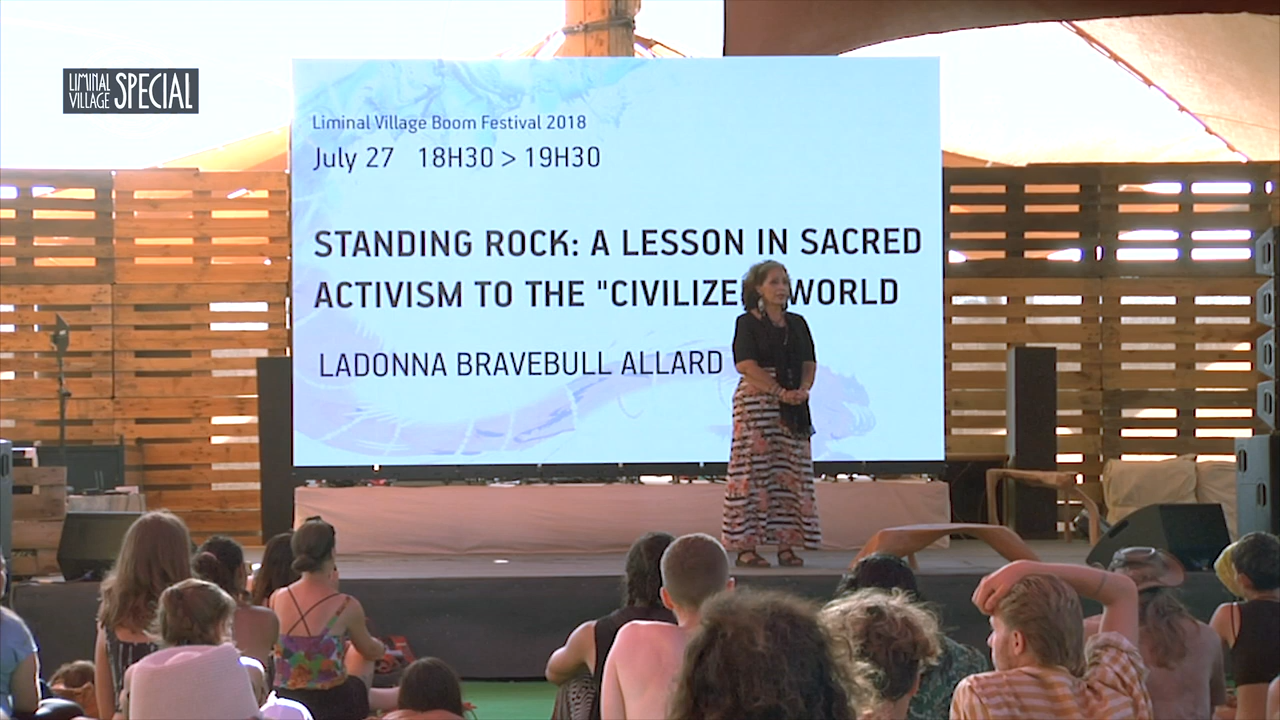 LIMINAL
VILLAGE SPECIAL
Liminal Village Boom Festival 2018
July 27 18H30 > 19H30
STANDING ROCK: A LESSON IN SACRED
ACTIVISM TO THE "CIVILIZE WORLD
LADONNA BRAVEBULL ALLARD